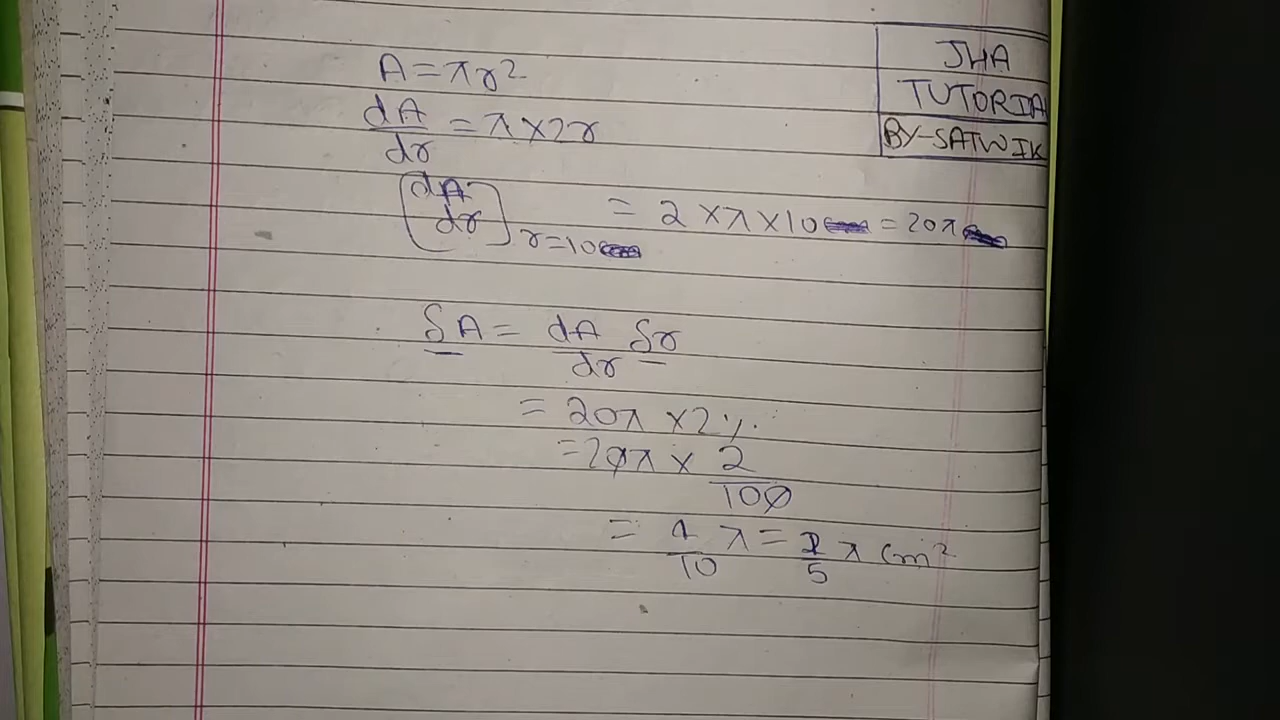 JHA
TUTORIA
BY-SATWIK
A = πr²
dA/dr = π×2r
[dA/dr] r=10 = 2×π×10 = 20π
δA = dA/dr δr
= 20π ×2%
= 20π × 2/100
= 4/10 π = 2/5 π cm²